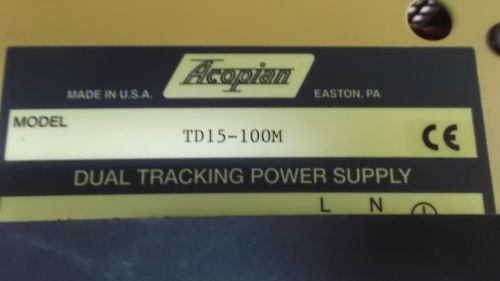 Acopian
MADE IN U.S.A. EASTON, PA
MODEL
TD15-100M
CE
DUAL TRACKING POWER SUPPLY
L N